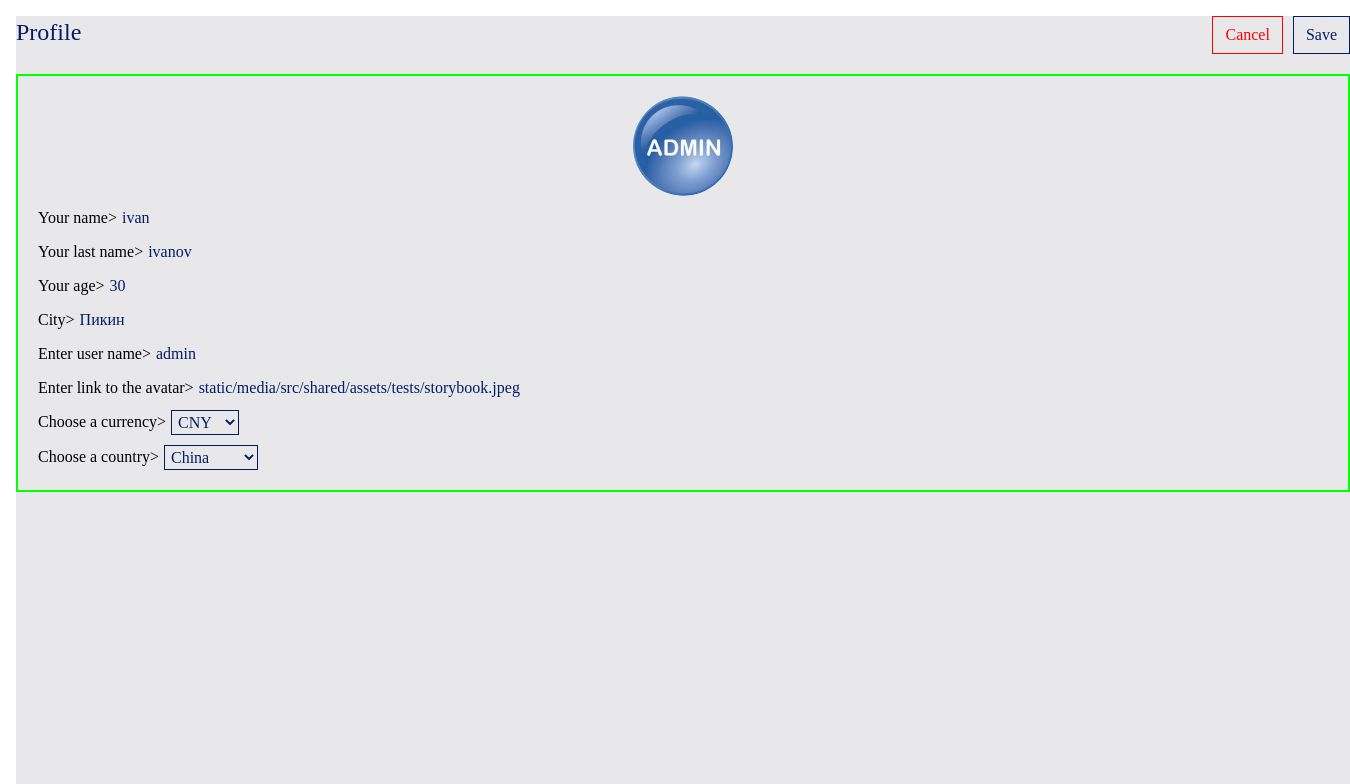 Profile
Cancel
Save
ADMIN
Your name> ivan
Your last name> ivanov
Your age> 30
City> Пикин
Enter user name> admin
Enter link to the avatar> static/media/src/shared/assets/tests/storybook.jpeg
Choose a currency> CNY
Choose a country> China